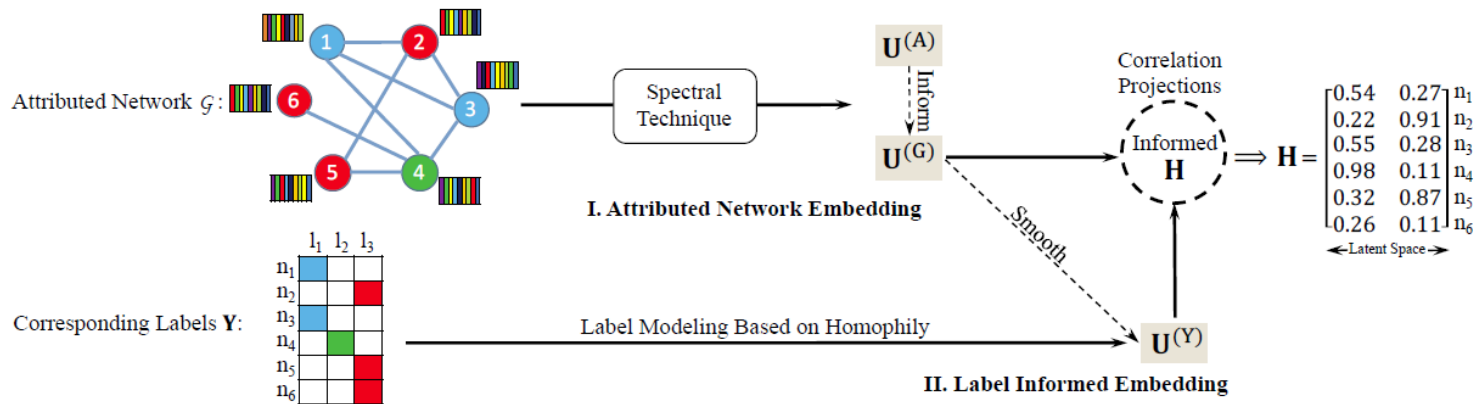 Attributed Network 𝒢:
1
2
3
4
5
6
Spectral
Technique
U(A)
Inform
U(G)
I. Attributed Network Embedding
Correlation
Projections
Informed
H
⇒ H =
0.54 0.27 n1
0.22 0.91 n2
0.55 0.28 n3
0.98 0.11 n4
0.32 0.87 n5
0.26 0.11 n6
Latent Space
Smooth
l1 l2 l3
n1
n2
n3
n4
n5
n6
Corresponding Labels Y:
Label Modeling Based on Homophily
U(Y)
II. Label Informed Embedding